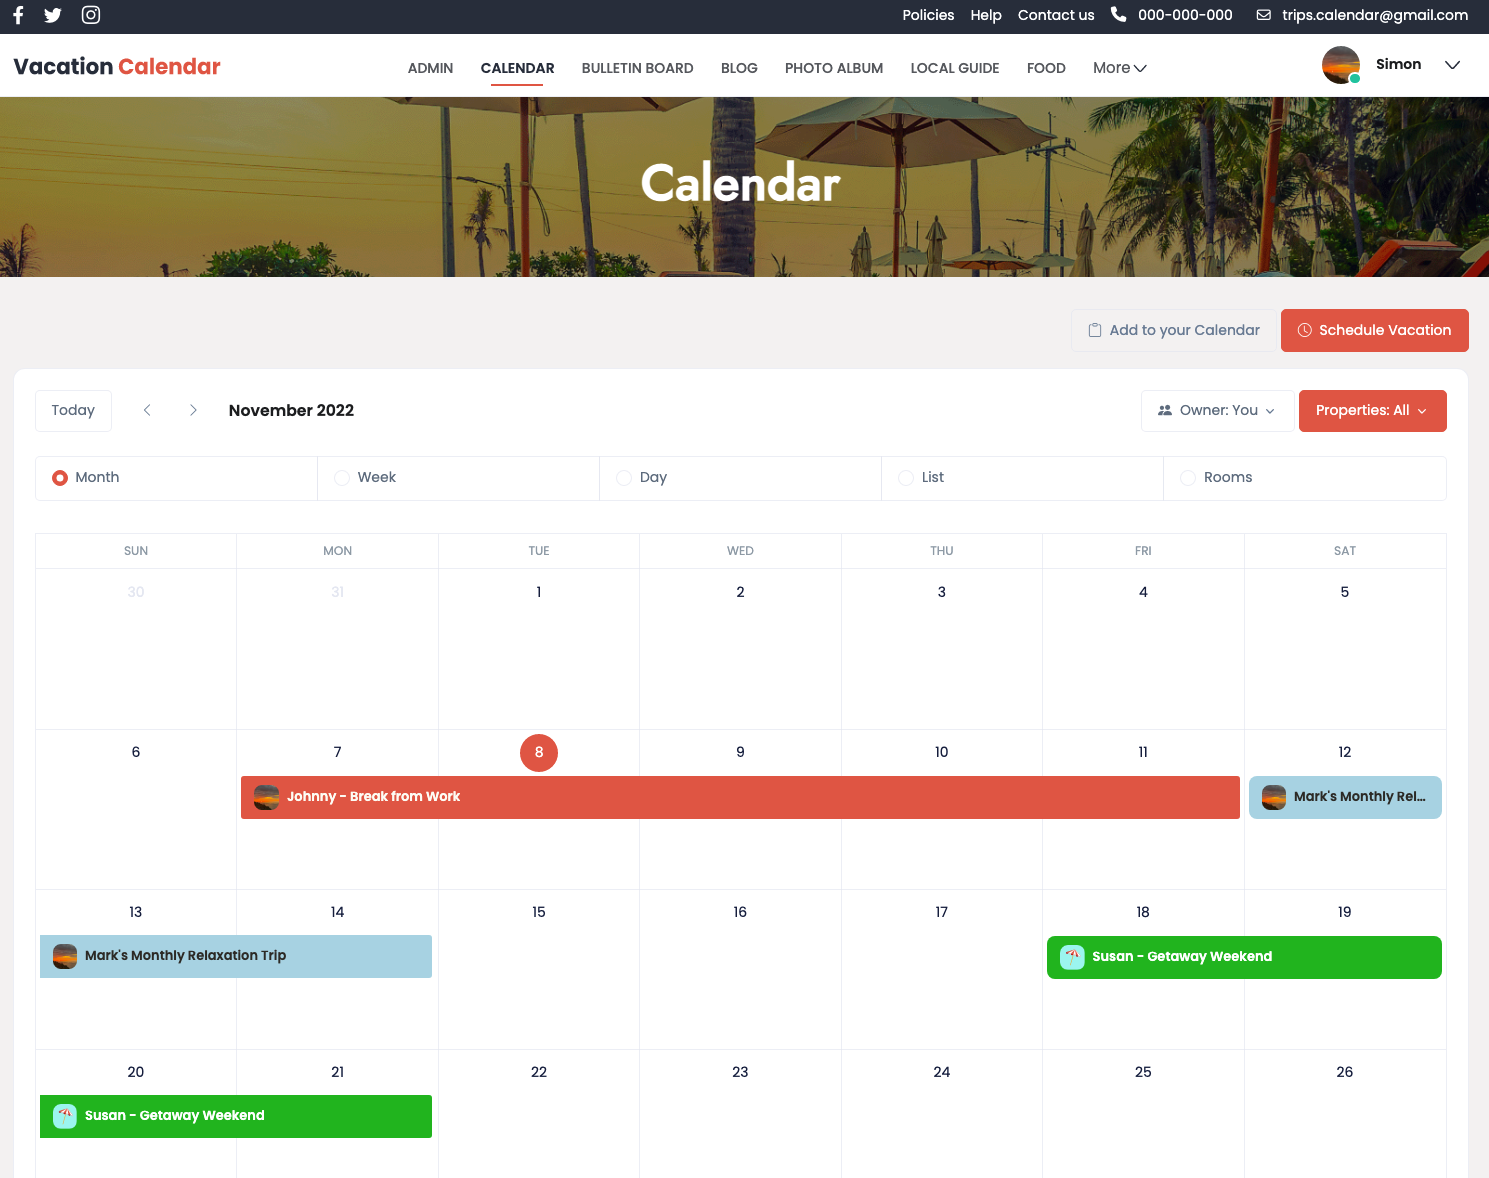 Policies Help Contact us 000-000-000 trips.calendar@gmail.com
Vacation Calendar ADMIN CALENDAR BULLETIN BOARD BLOG PHOTO ALBUM LOCAL GUIDE FOOD More Simon
Calendar
Add to your Calendar Schedule Vacation
Today November 2022 Owner: You Properties: All
Month Week Day List Rooms
SUN MON TUE WED THU FRI SAT
30 31 1 2 3 4 5
6 7 8 9 10 11 12
Johnny - Break from Work Mark's Monthly Rel...
13 14 15 16 17 18 19
Mark's Monthly Relaxation Trip Susan - Getaway Weekend
20 21 22 23 24 25 26
Susan - Getaway Weekend